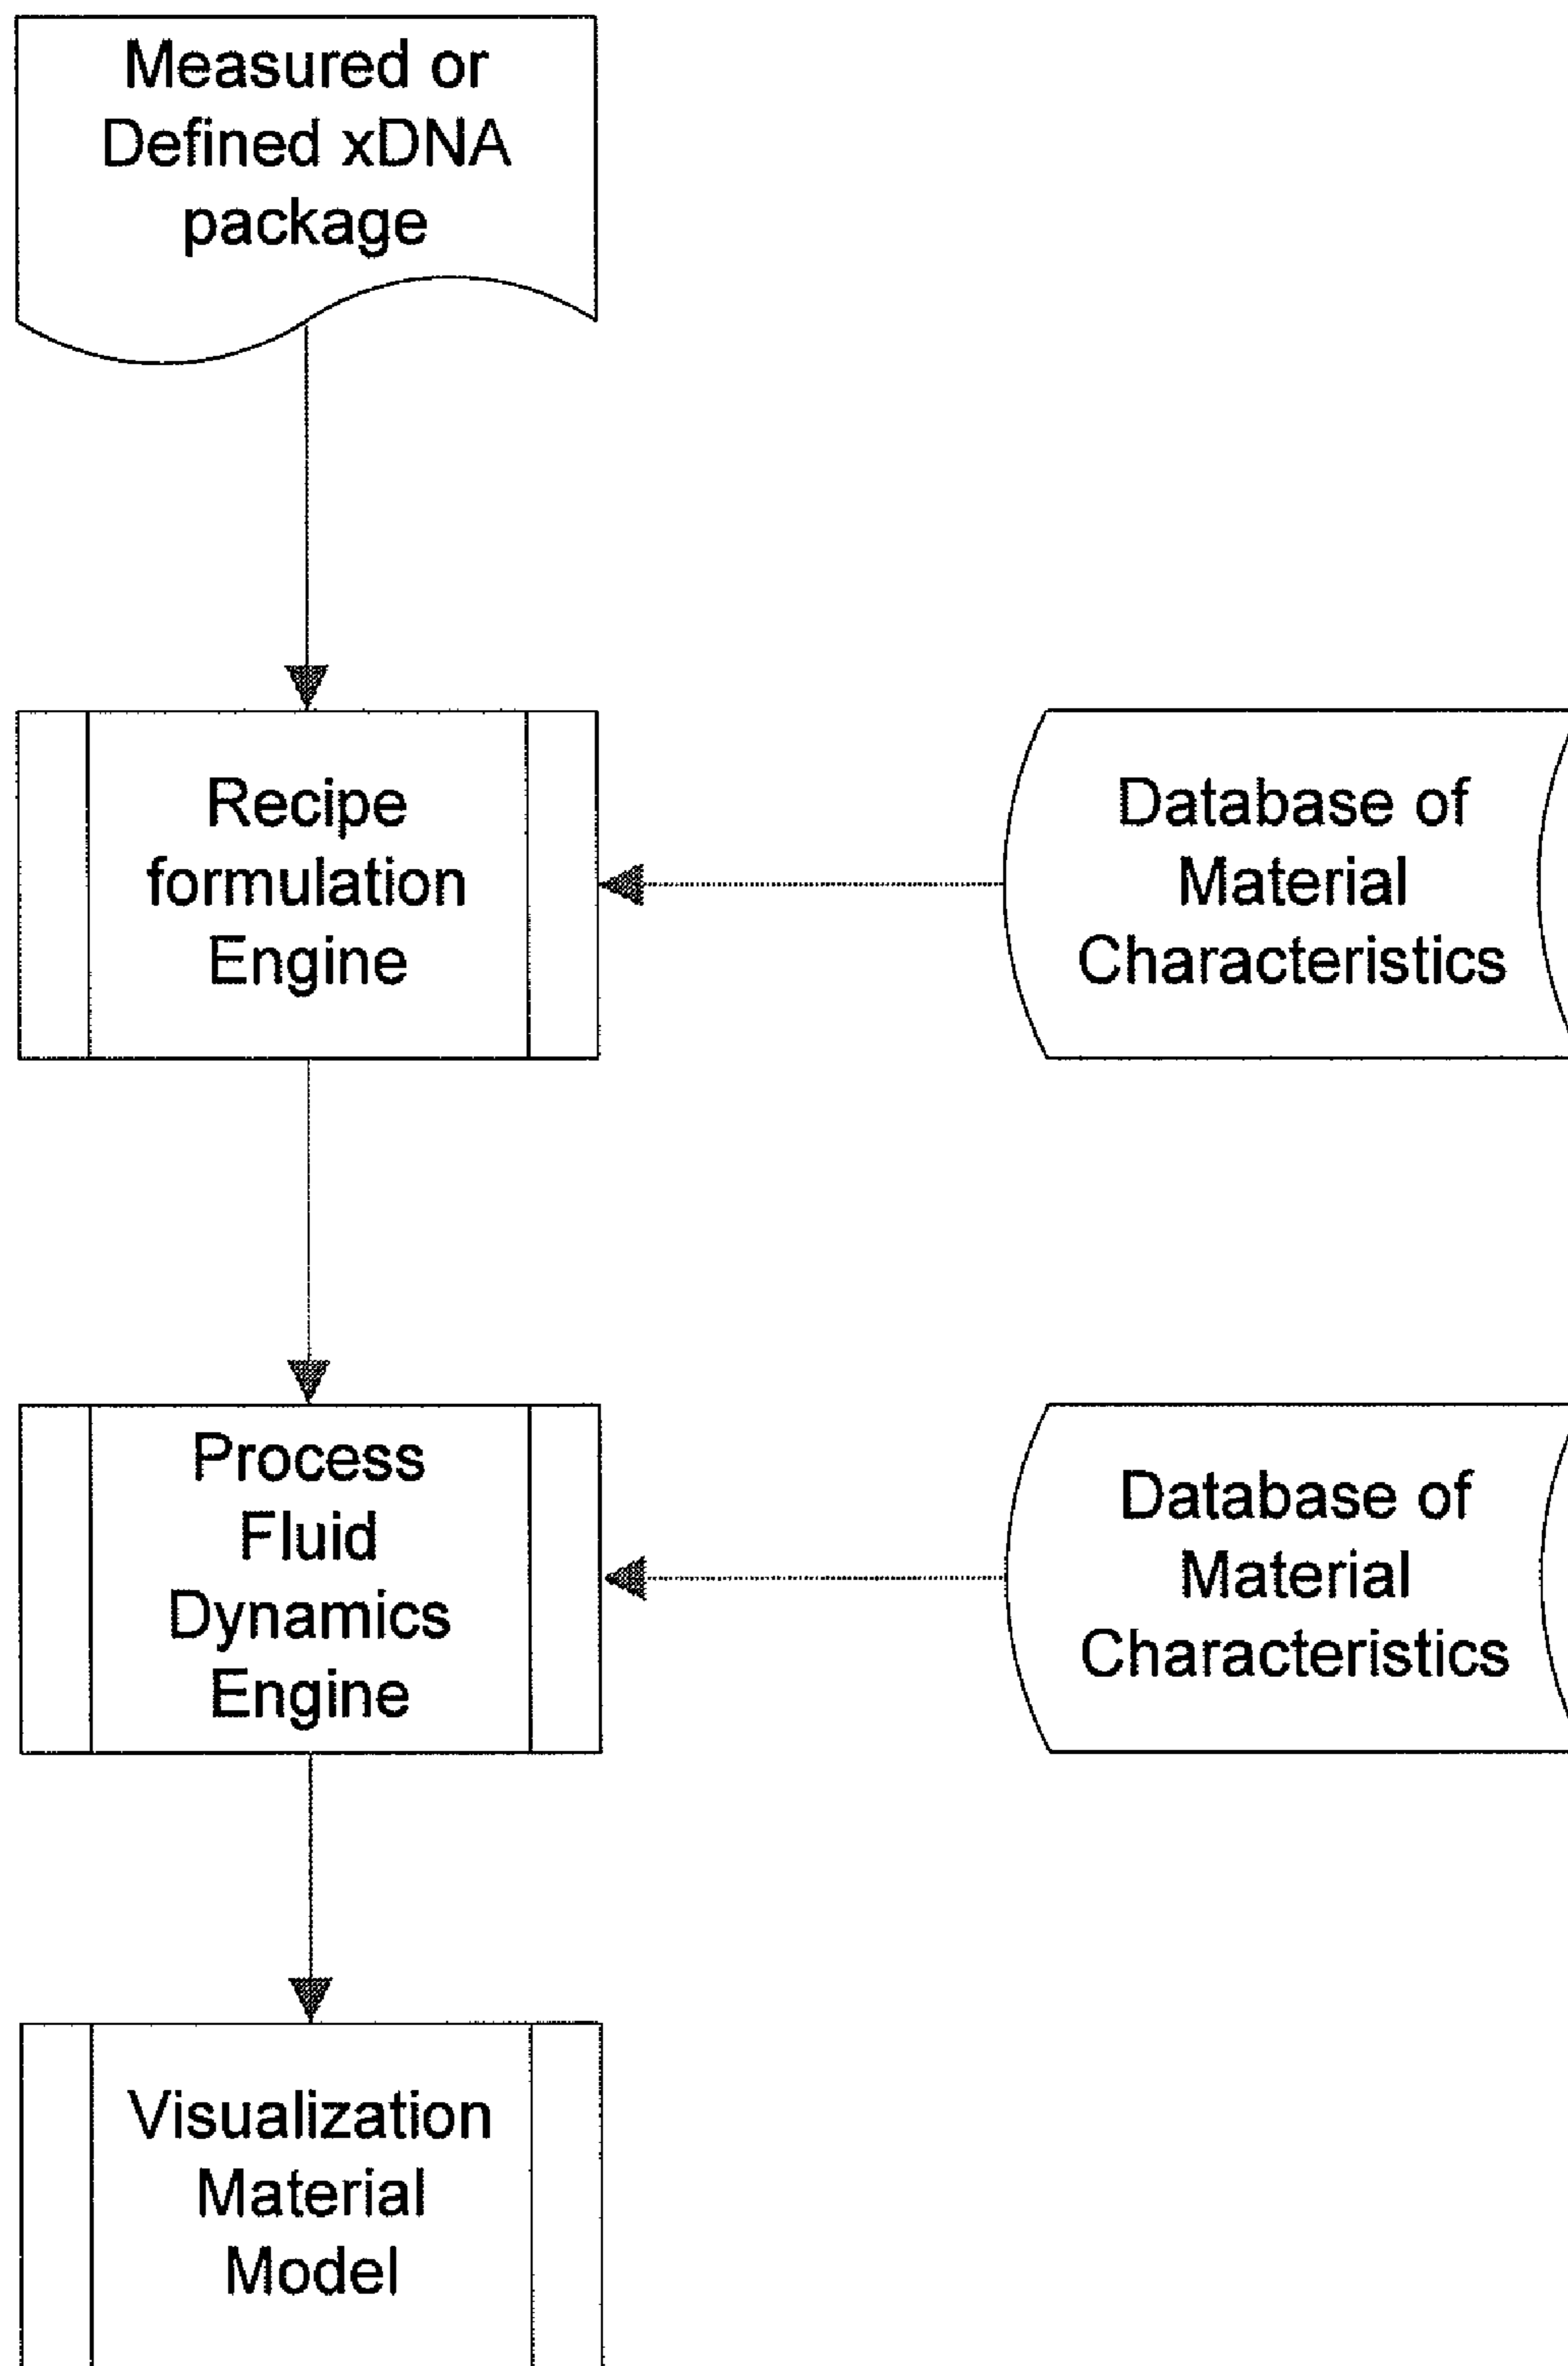 Measured or
Defined xDNA
package
Recipe
formulation
Engine
Database of
Material
Characteristics
Process
Fluid
Dynamics
Engine
Database of
Material
Characteristics
Visualization
Material
Model